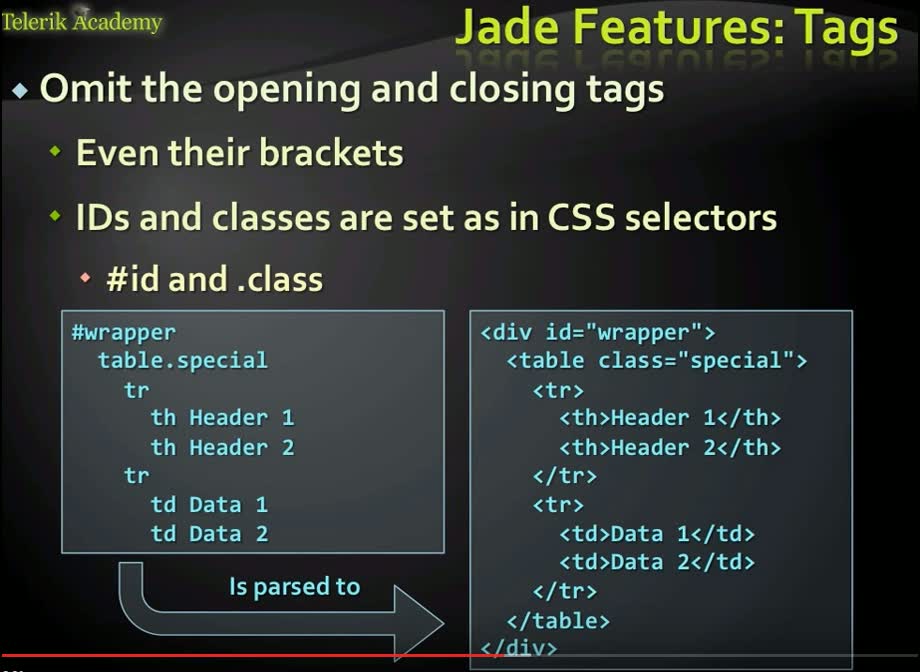 Telerik Academy
Jade Features: Tags
Omit the opening and closing tags
Even their brackets
IDs and classes are set as in CSS selectors
#id and .class
#wrapper
  table.special
    tr
      th Header 1
      th Header 2
    tr
      td Data 1
      td Data 2
Is parsed to
<div id="wrapper">
  <table class="special">
    <tr>
      <th>Header 1</th>
      <th>Header 2</th>
    </tr>
    <tr>
      <td>Data 1</td>
      <td>Data 2</td>
    </tr>
  </table>
</div>